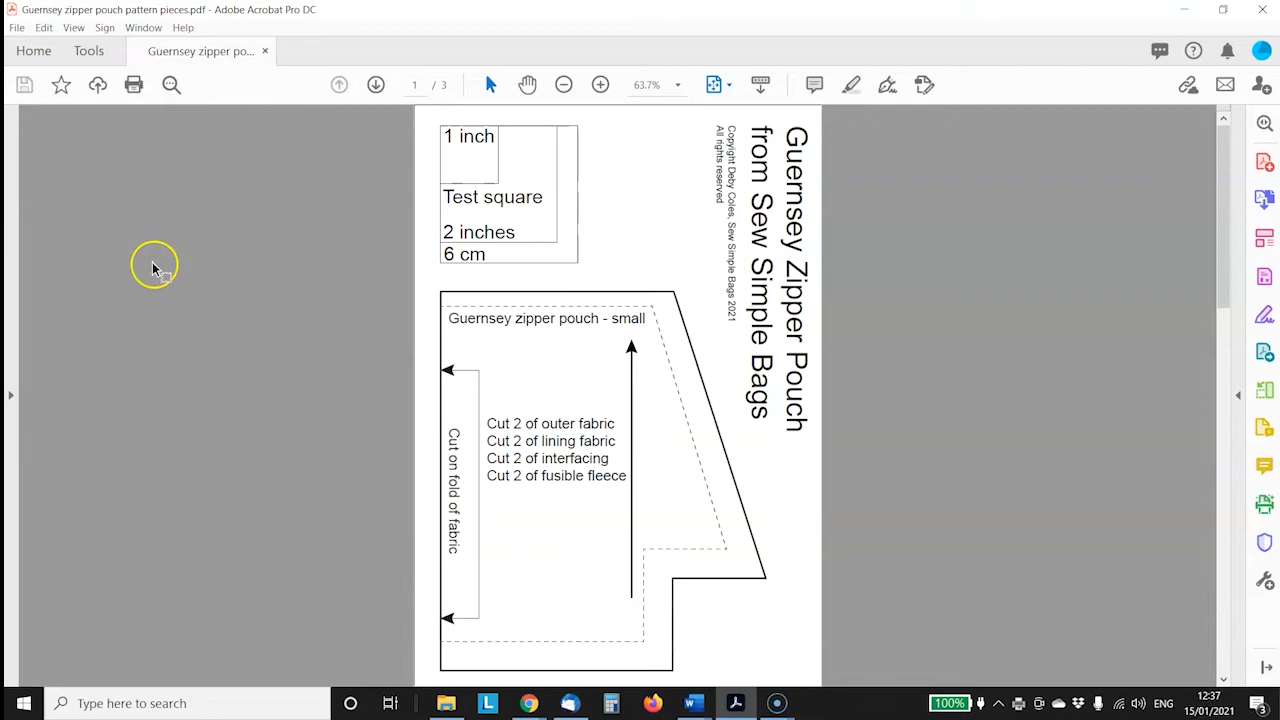 Guernsey zipper pouch pattern pieces.pdf - Adobe Acrobat Pro DC
File Edit View Sign Window Help
Home Tools Guernsey zipper po... ×
1 / 3 63.7%
1 inch
Test square
2 inches
6 cm
Guernsey Zipper Pouch
from Sew Simple Bags
Copyight Deby Coles, Sew Simple Bags 2021
All rights reserved
Guernsey zipper pouch - small
Cut 2 of outer fabric
Cut 2 of lining fabric
Cut 2 of interfacing
Cut 2 of fusible fleece
Cut on fold of fabric
Type here to search
100%
ENG
12:37
15/01/2021
3